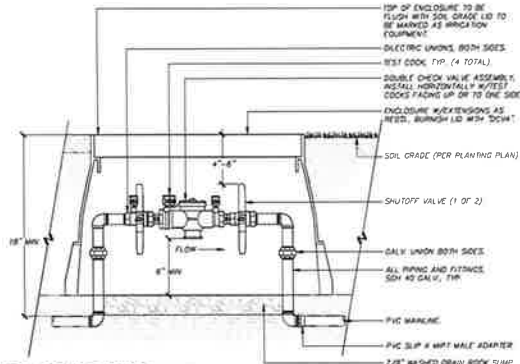 TOP OF ENCLOSURE TO BE
FLUSH WITH SOIL GRADE LID TO
BE MARKED AS IRRIGATION
EQUIPMENT.
DILECTRIC UNIONS, BOTH SIDES.
TEST COCK, TYP. (4 TOTAL)
DOUBLE CHECK VALVE ASSEMBLY,
INSTALL HORIZONTALLY W/TEST
COCKS FACING UP OR TO ONE SIDE
ENCLOSURE W/EXTENSIONS AS
REQ'D, BURNISH LID WITH "DCVA".
SOIL GRADE (PER PLANTING PLAN)
4"-6"
SHUTOFF VALVE (1 OF 2)
18" MIN.
FLOW
6" MIN
GALV. UNION BOTH SIDES.
ALL PIPING AND FITTINGS,
SCH 40 GALV., TYP.
PVC MAINLINE.
PVC SLIP X MIPT MALE ADAPTER
WASHED DRAIN ROCK SUMP